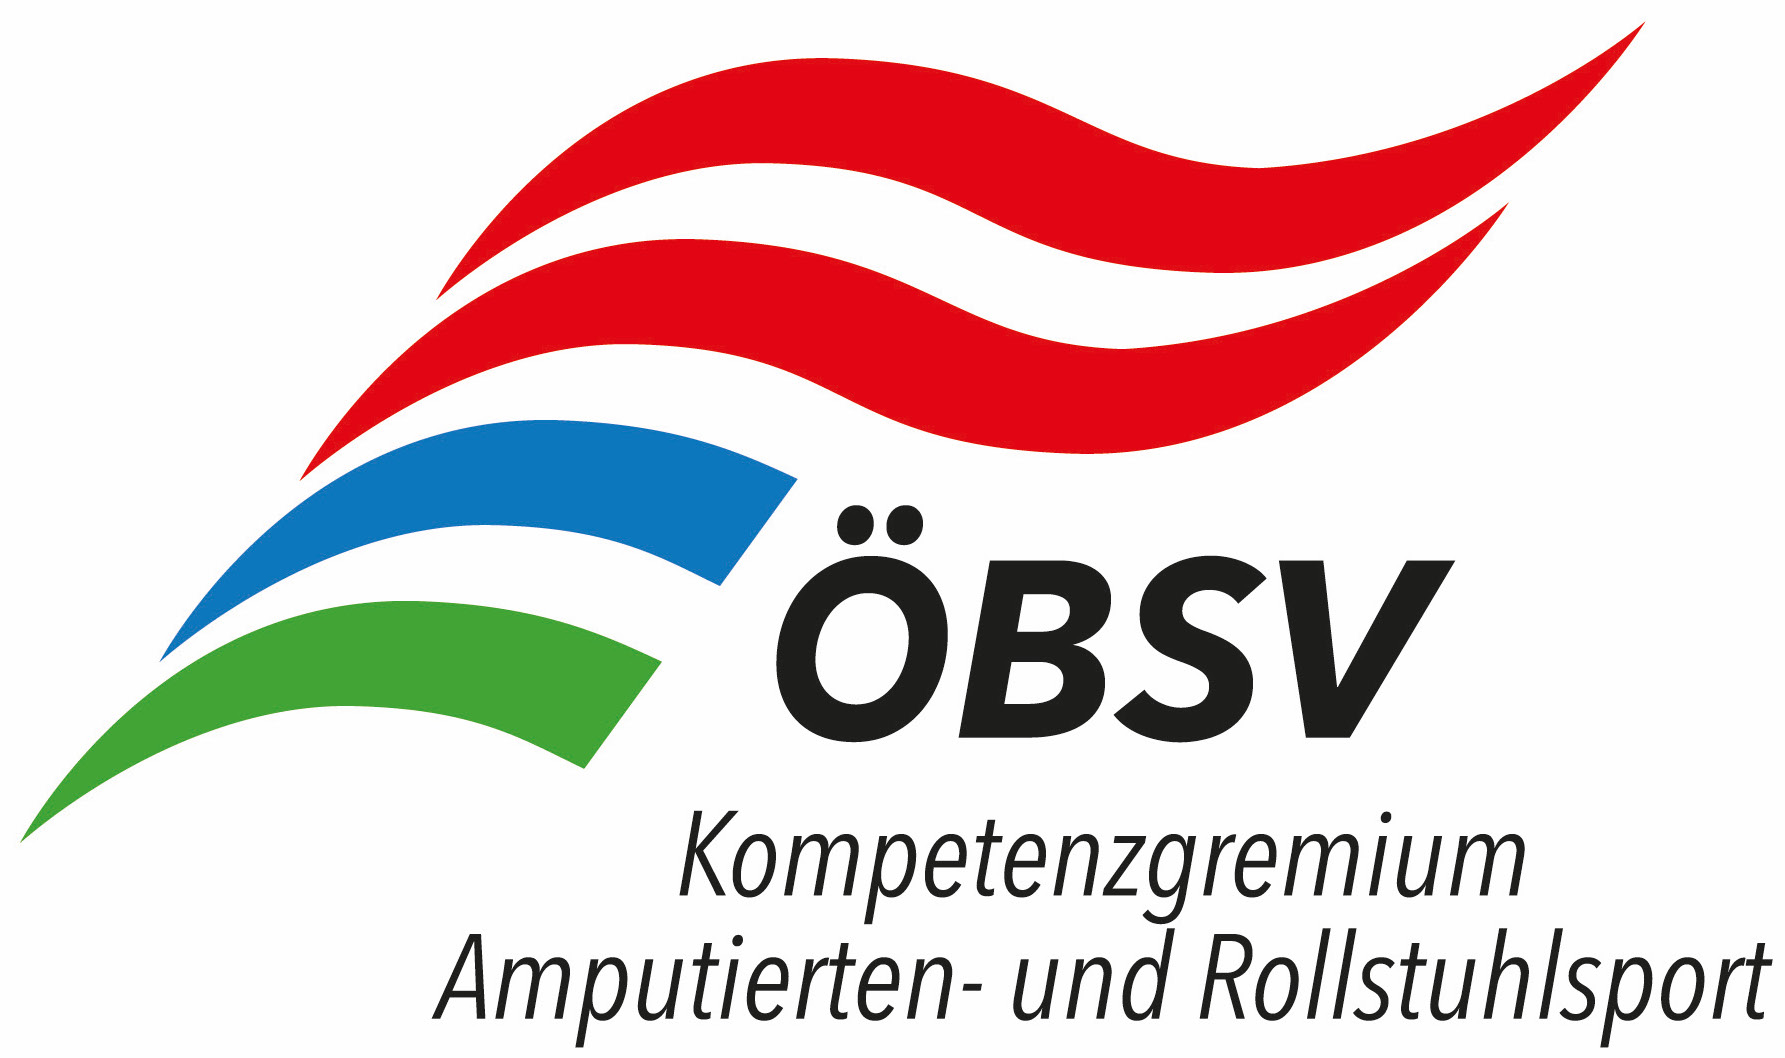 ÖBSV
Kompetenzgremium
Amputierten- und Rollstuhlsport